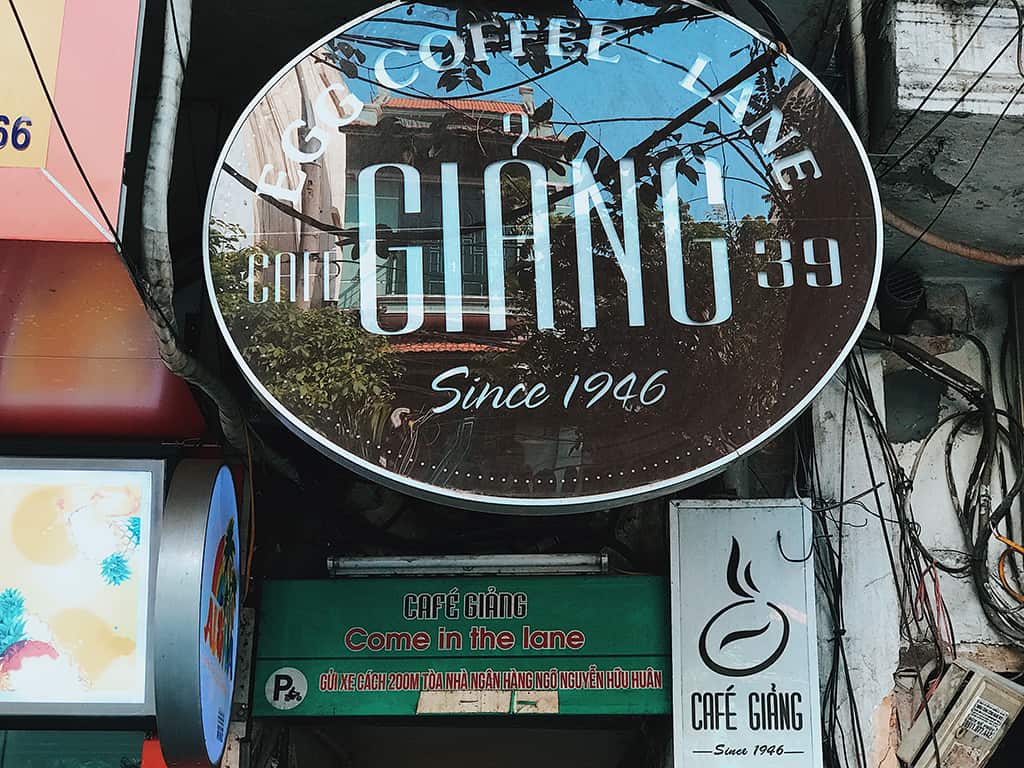 66
EGG COFFEE - LANE
CAFE GIẢNG 39
Since 1946
CAFÉ GIẢNG
Come in the lane
P GỬI XE CÁCH 200M TÒA NHÀ NGÂN HÀNG NGÕ NGUYỄN HỮU HUÂN
CAFÉ GIẢNG
Since 1946